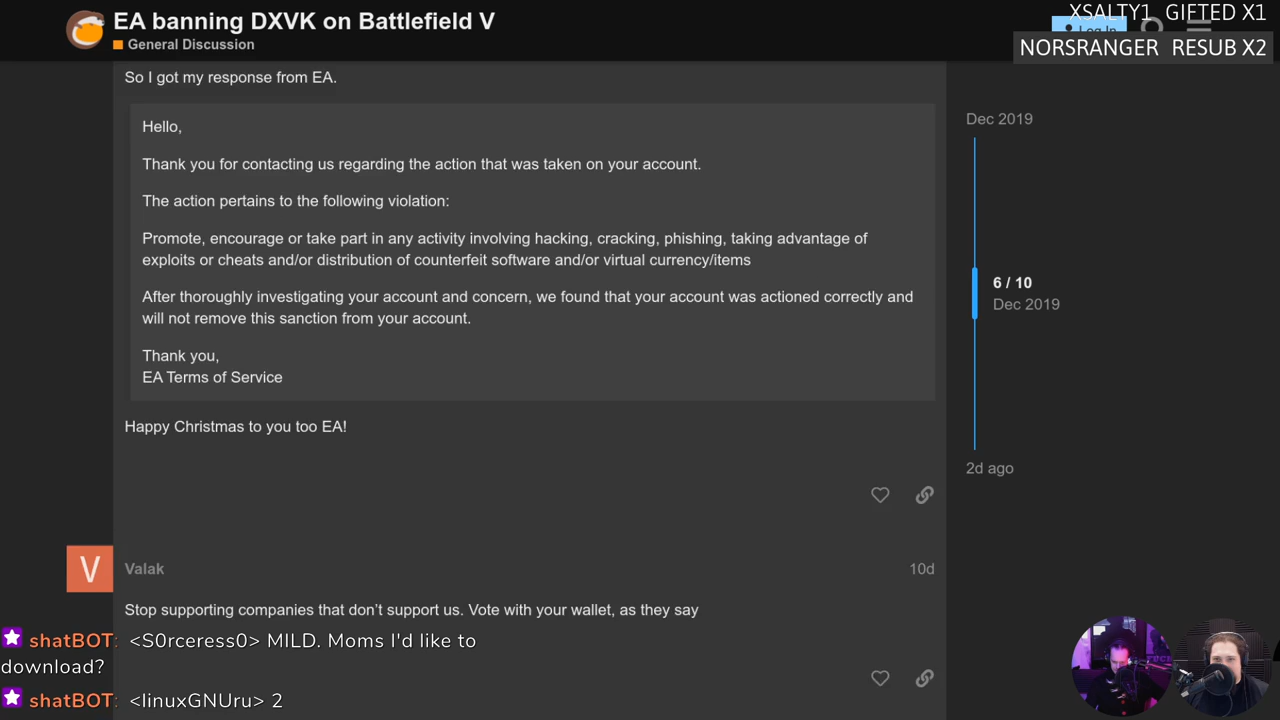 EA banning DXVK on Battlefield V
General Discussion
XSALTY1 GIFTED X1
NORSRANGER RESUB X2
So I got my response from EA.
Hello,
Thank you for contacting us regarding the action that was taken on your account.
The action pertains to the following violation:
Promote, encourage or take part in any activity involving hacking, cracking, phishing, taking advantage of
exploits or cheats and/or distribution of counterfeit software and/or virtual currency/items
After thoroughly investigating your account and concern, we found that your account was actioned correctly and
will not remove this sanction from your account.
Thank you,
EA Terms of Service
Happy Christmas to you too EA!
Dec 2019
6 / 10
Dec 2019
2d ago
V
Valak
10d
Stop supporting companies that don’t support us. Vote with your wallet, as they say
shatBOT: <S0rceress0> MILD. Moms I'd like to
download?
shatBOT: <linuxGNUru> 2